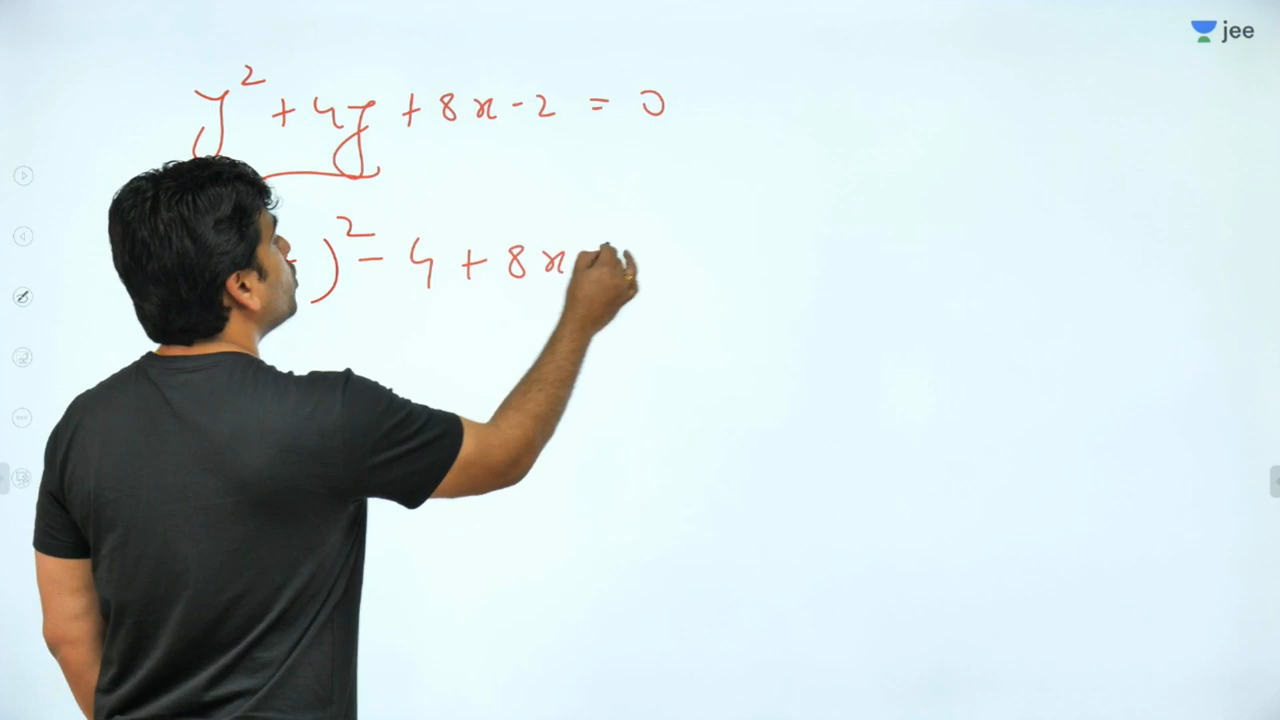 jee
y² + 4y + 8x - 2 = 0
)² - 4 + 8x